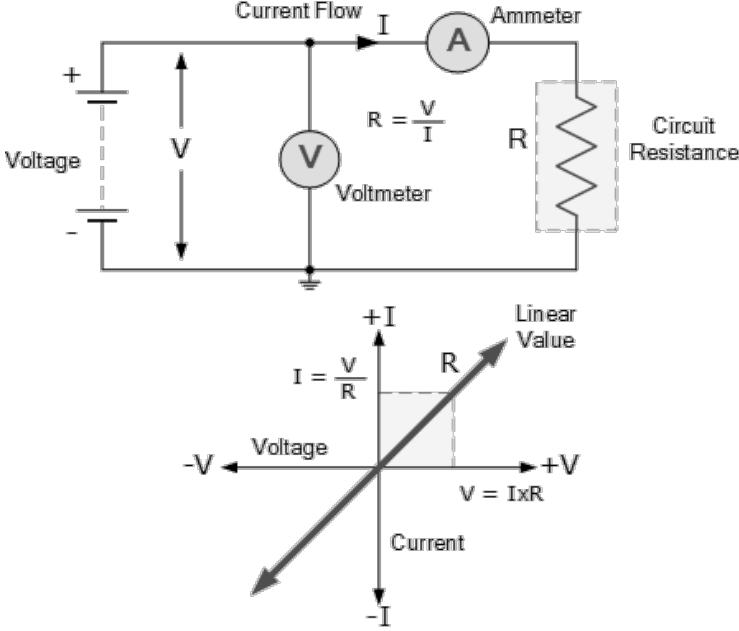 Current Flow
I
Ammeter
A
+
V
Voltage
-
V
Voltmeter
R = V
I
R
Circuit
Resistance
+I
Linear
Value
I = V
R
R
-V
Voltage
+V
V = IxR
Current
-I